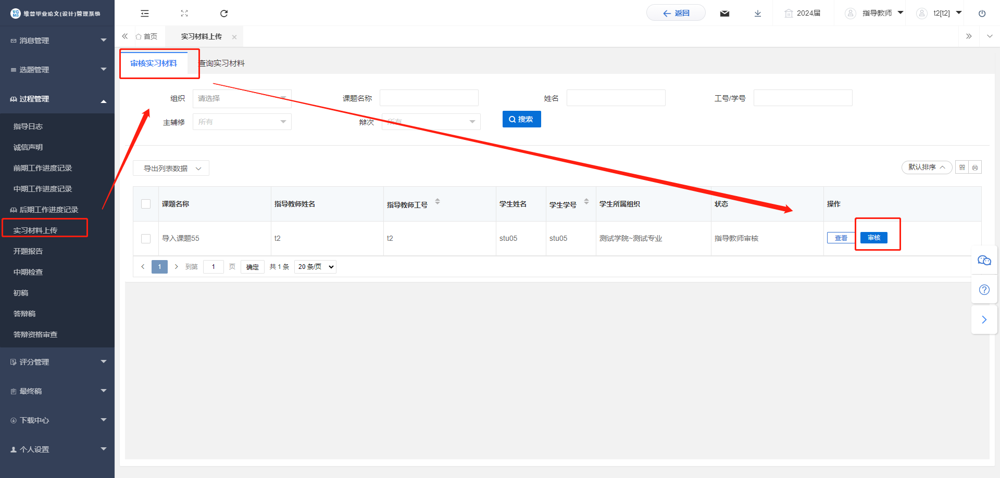 VG
MS
维普毕业论文(设计)管理系统
返回
2024届
指导教师
t2[t2]
首页
实习材料上传
消息管理
选题管理
过程管理
指导日志
诚信声明
前期工作进度记录
中期工作进度记录
后期工作进度记录
实习材料上传
开题报告
中期检查
初稿
答辩稿
答辩资格审查
评分管理
最终稿
下载中心
个人设置
审核实习材料
查询实习材料
组织
请选择
课题名称
姓名
工号/学号
主辅修
所有
辩次
所有
搜索
导出列表数据
默认排序
课题名称
指导教师姓名
指导教师工号
学生姓名
学生学号
学生所属组织
状态
操作
导入课题55
t2
t2
stu05
stu05
测试学院~测试专业
指导教师审核
查看
审核
1
到第
1
页
确定
共 1 条
20 条/页